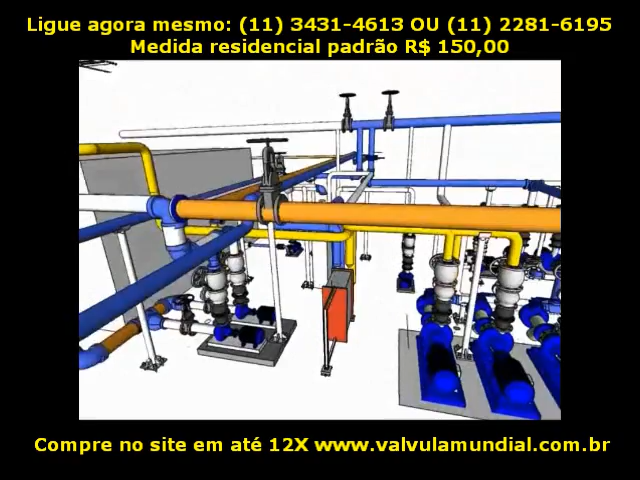 Ligue agora mesmo: (11) 3431-4613 OU (11) 2281-6195
Medida residencial padrão R$ 150,00
Compre no site em até 12X www.valvulamundial.com.br